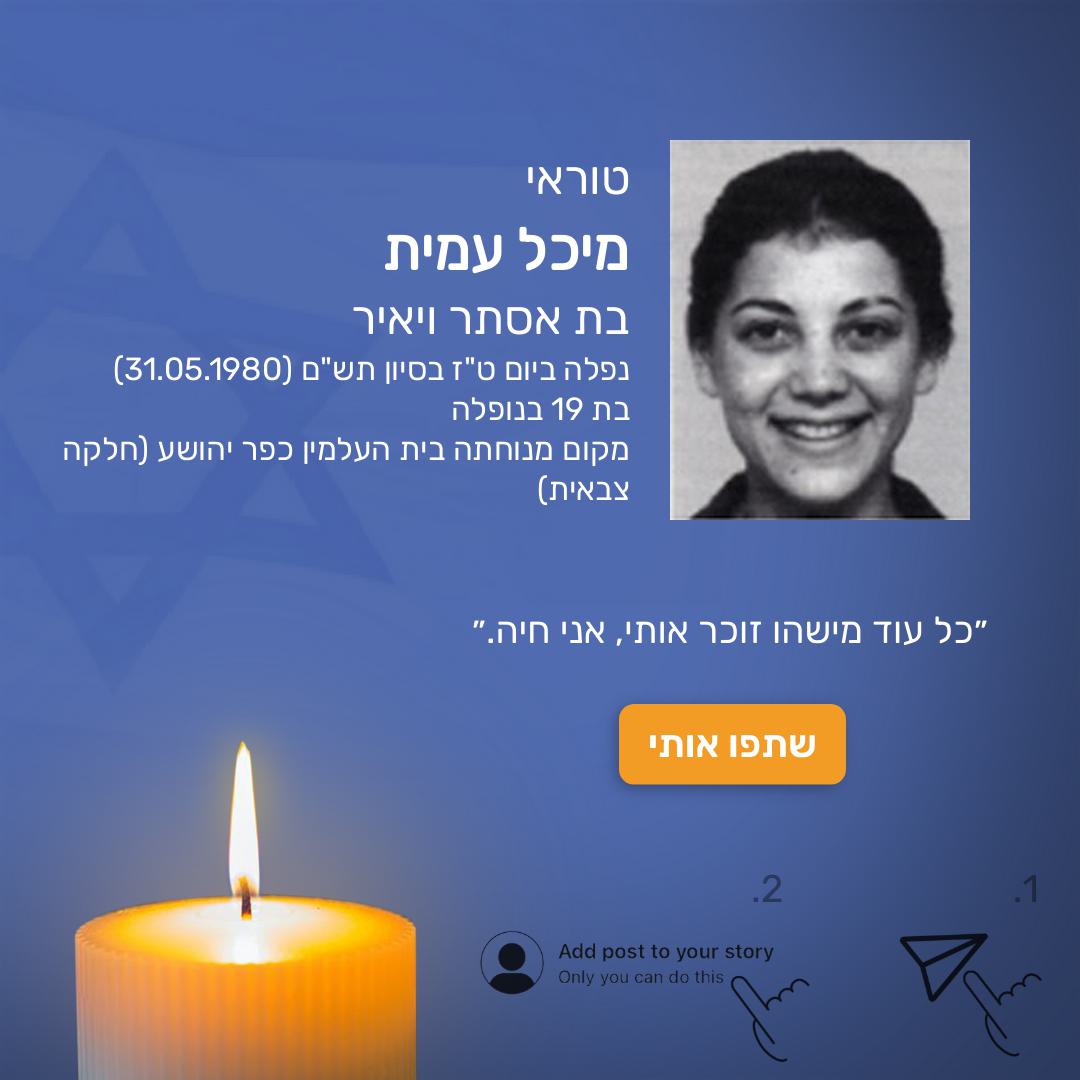 טוראי
מיכל עמית
בת אסתר ויאיר
נפלה ביום ט"ז בסיון תש"ם (31.05.1980)
בת 19 בנופלה
מקום מנוחתה בית העלמין כפר יהושע (חלקה
צבאית)
״כל עוד מישהו זוכר אותי, אני חיה.״
שתפו אותי
.1
.2
Add post to your story
Only you can do this